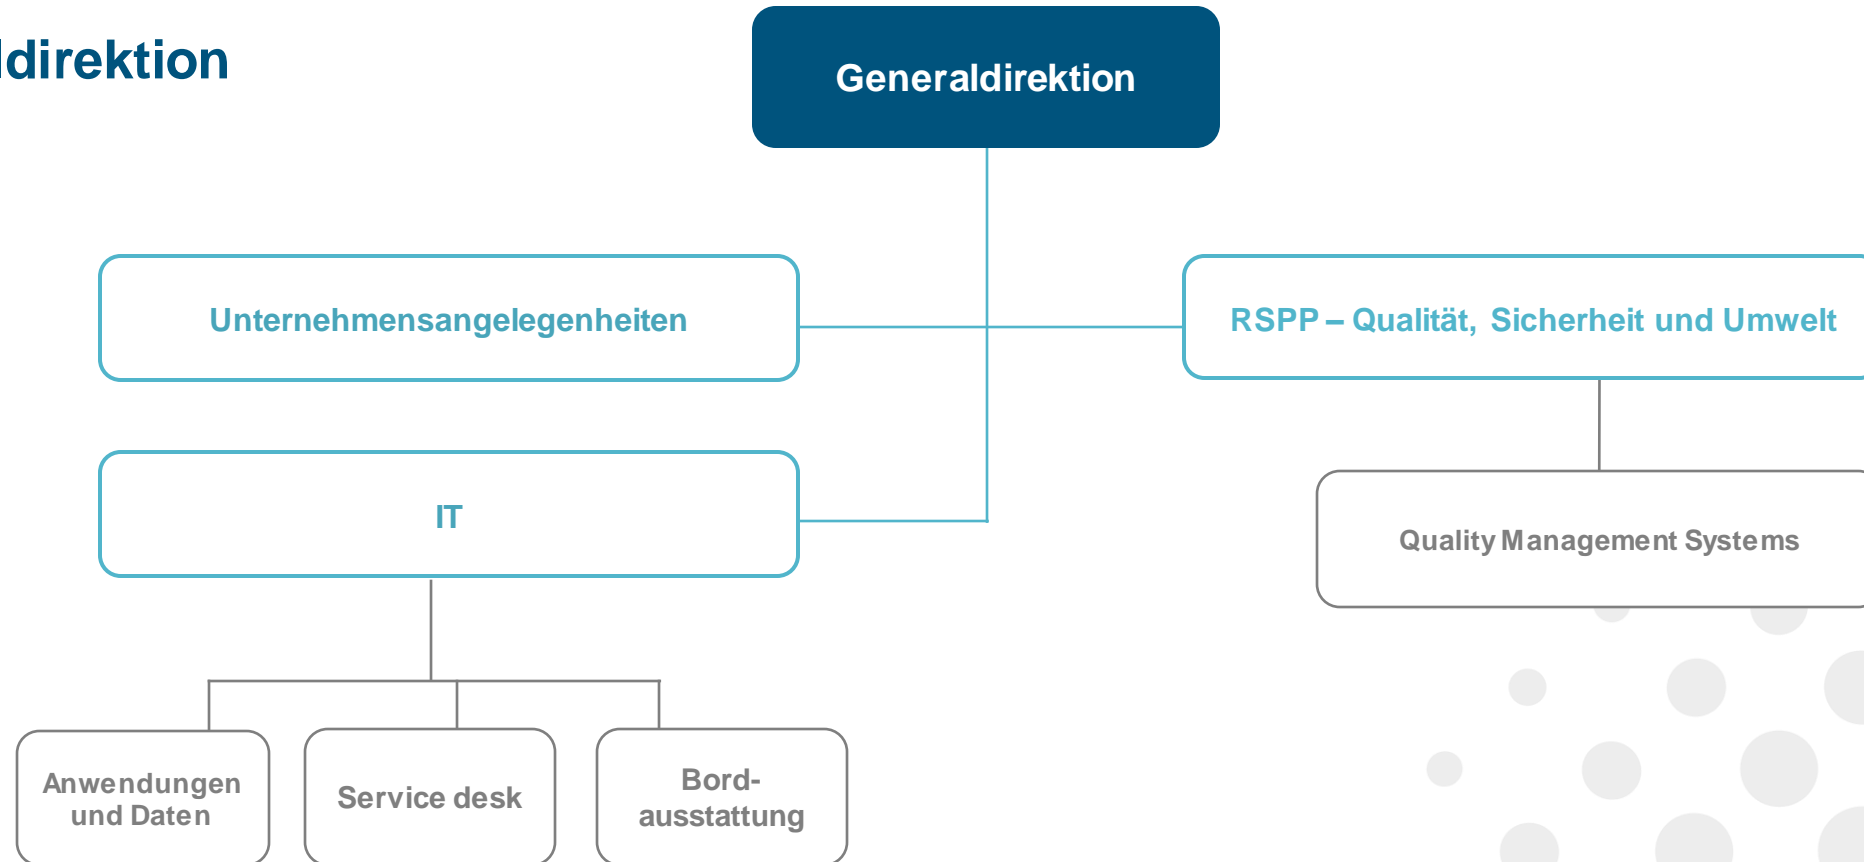 ldirektion
Generaldirektion
Unternehmensangelegenheiten
RSPP – Qualität, Sicherheit und Umwelt
IT
Quality Management Systems
Anwendungen
und Daten
Service desk
Bord-
ausstattung